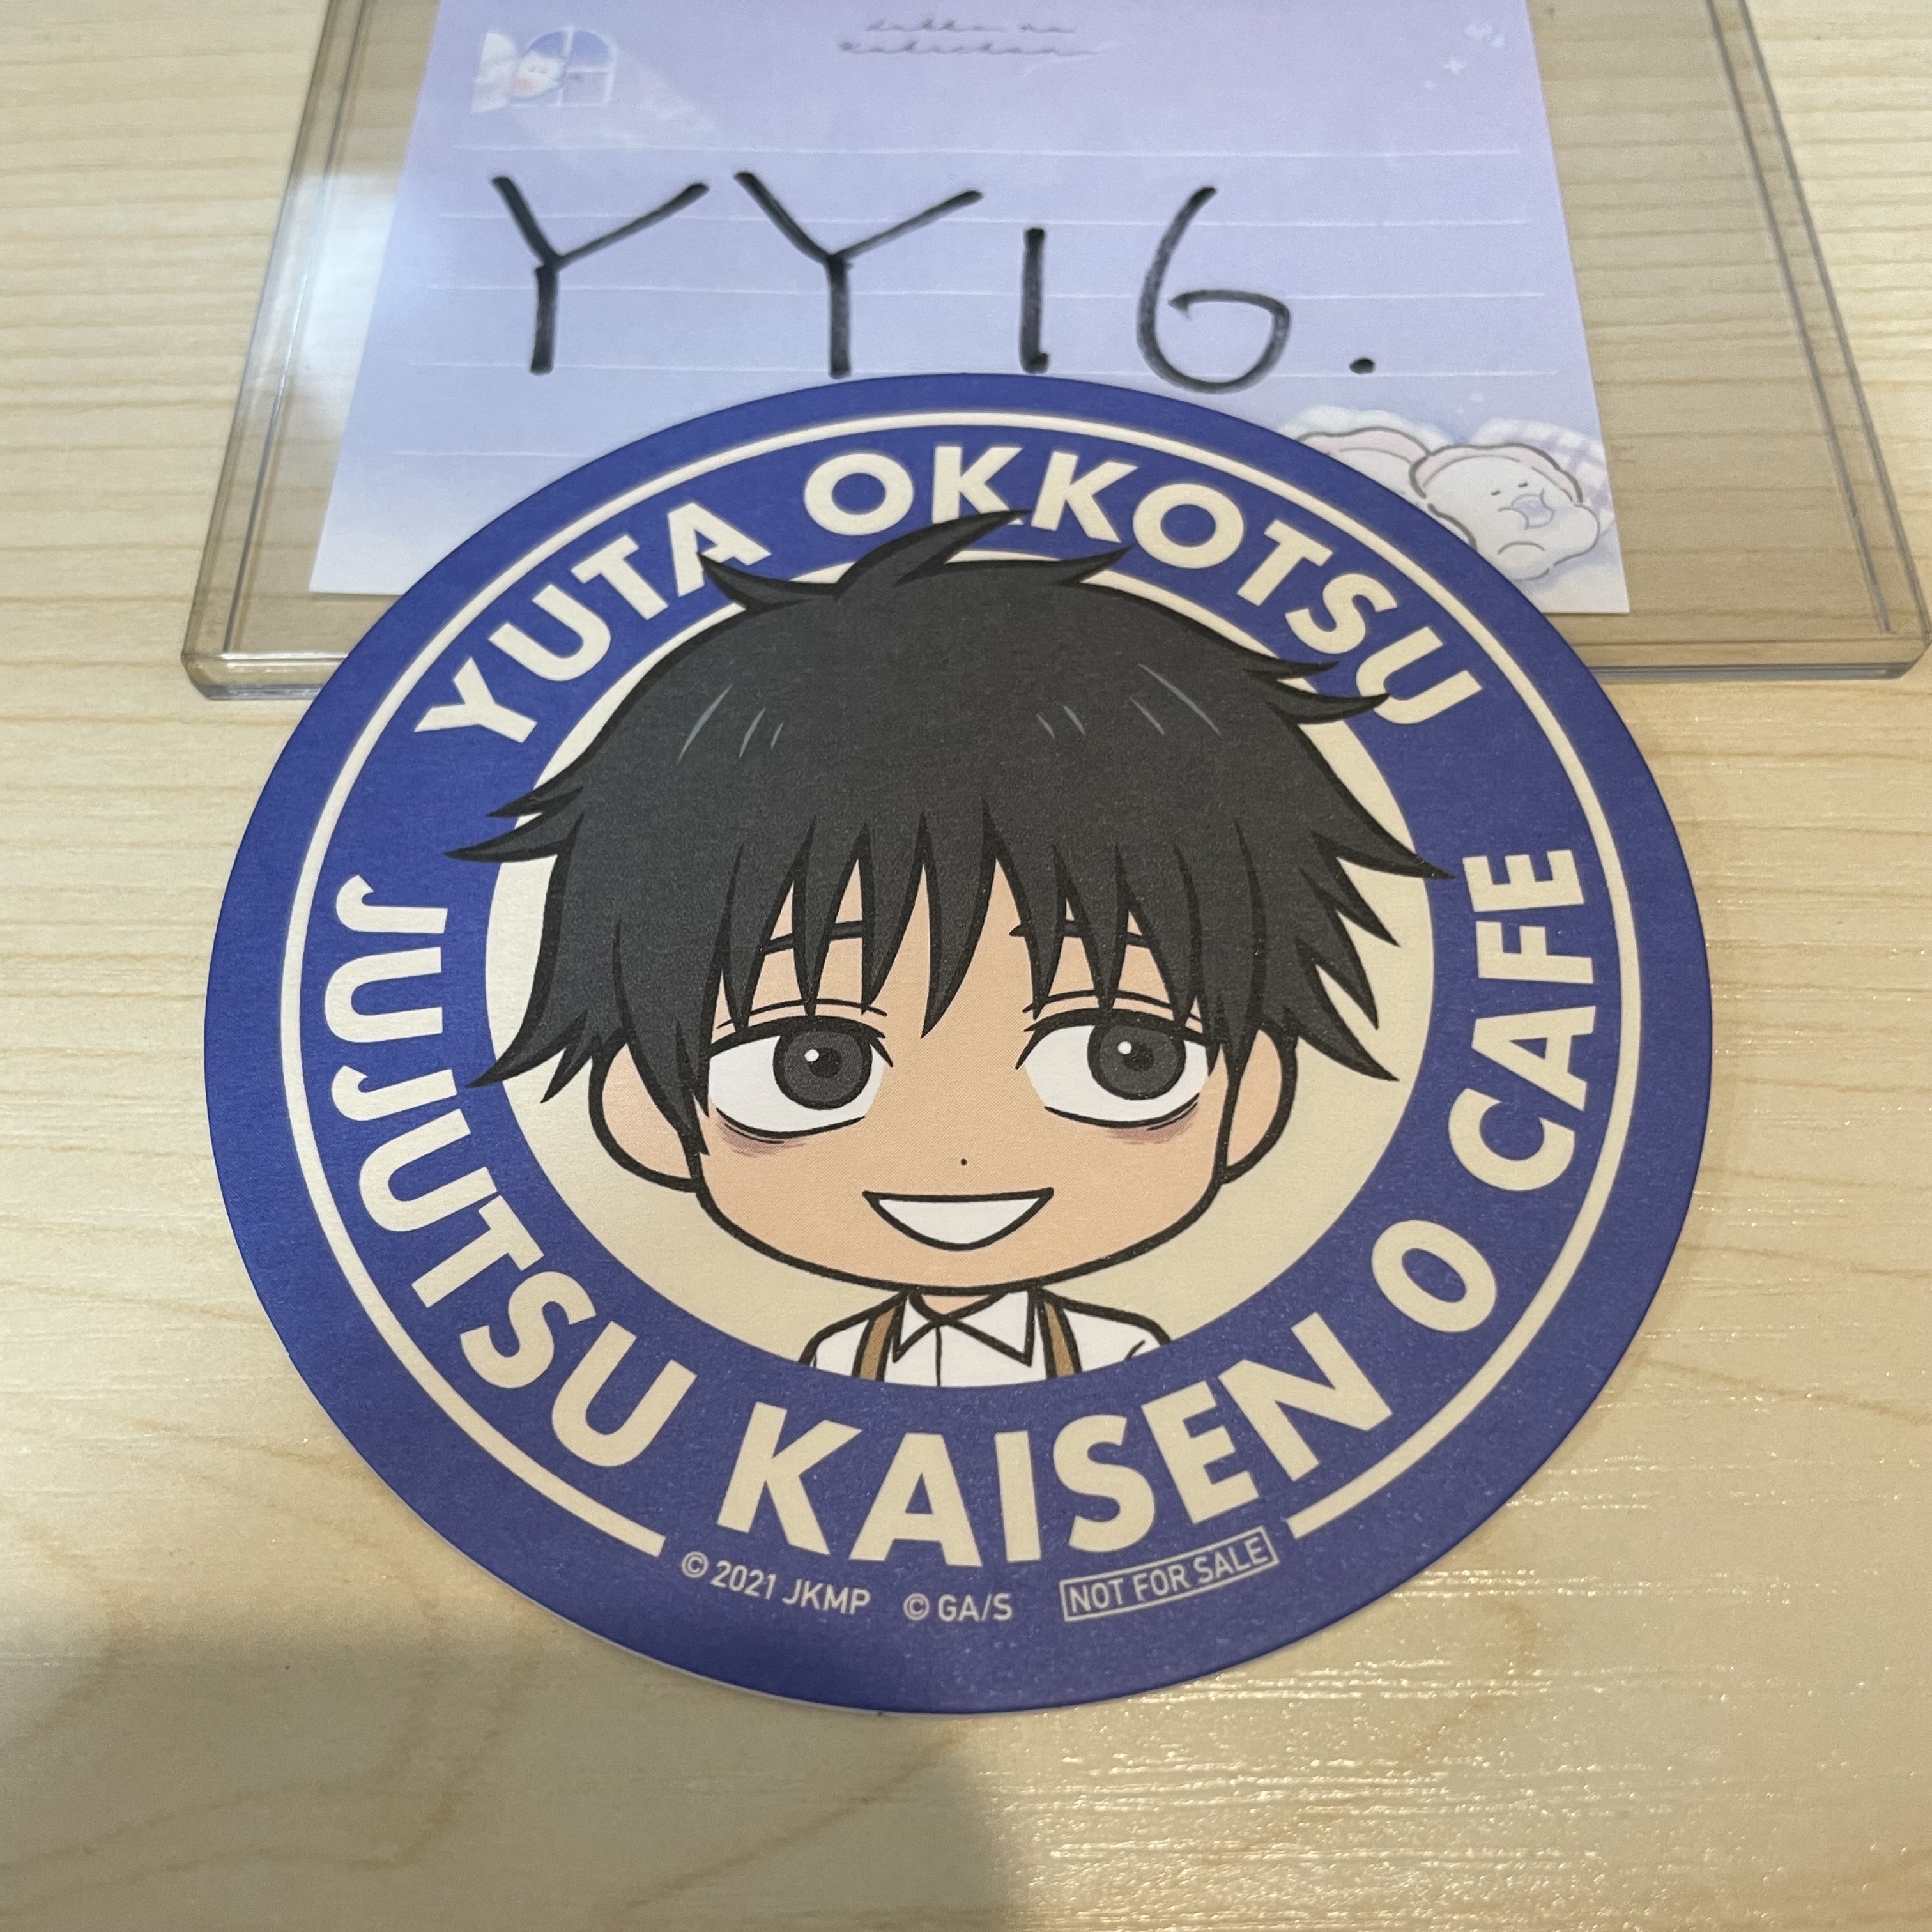 YY16.
YUTA OKKOTSU
JUJUTSU KAISEN 0 CAFE
© 2021 JKMP © GA/S NOT FOR SALE